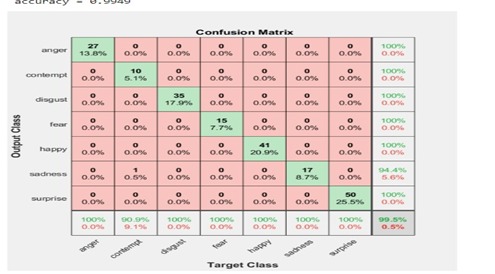 accuracy = 0.9949
Confusion Matrix
anger 27 0 0 0 0 0 0 100%
13.8% 0.0% 0.0% 0.0% 0.0% 0.0% 0.0% 0.0%
contempt 0 10 0 0 0 0 0 100%
0.0% 5.1% 0.0% 0.0% 0.0% 0.0% 0.0% 0.0%
disgust 0 0 35 0 0 0 0 100%
0.0% 0.0% 17.9% 0.0% 0.0% 0.0% 0.0% 0.0%
fear 0 0 0 15 0 0 0 100%
0.0% 0.0% 0.0% 7.7% 0.0% 0.0% 0.0% 0.0%
happy 0 0 0 0 41 0 0 100%
0.0% 0.0% 0.0% 0.0% 20.9% 0.0% 0.0% 0.0%
sadness 0 1 0 0 0 17 0 94.4%
0.0% 0.5% 0.0% 0.0% 0.0% 8.7% 0.0% 5.6%
surprise 0 0 0 0 0 0 50 100%
0.0% 0.0% 0.0% 0.0% 0.0% 0.0% 25.5% 0.0%
100% 90.9% 100% 100% 100% 100% 100% 99.5%
0.0% 9.1% 0.0% 0.0% 0.0% 0.0% 0.0% 0.5%
anger contempt disgust fear happy sadness surprise
Output Class
Target Class